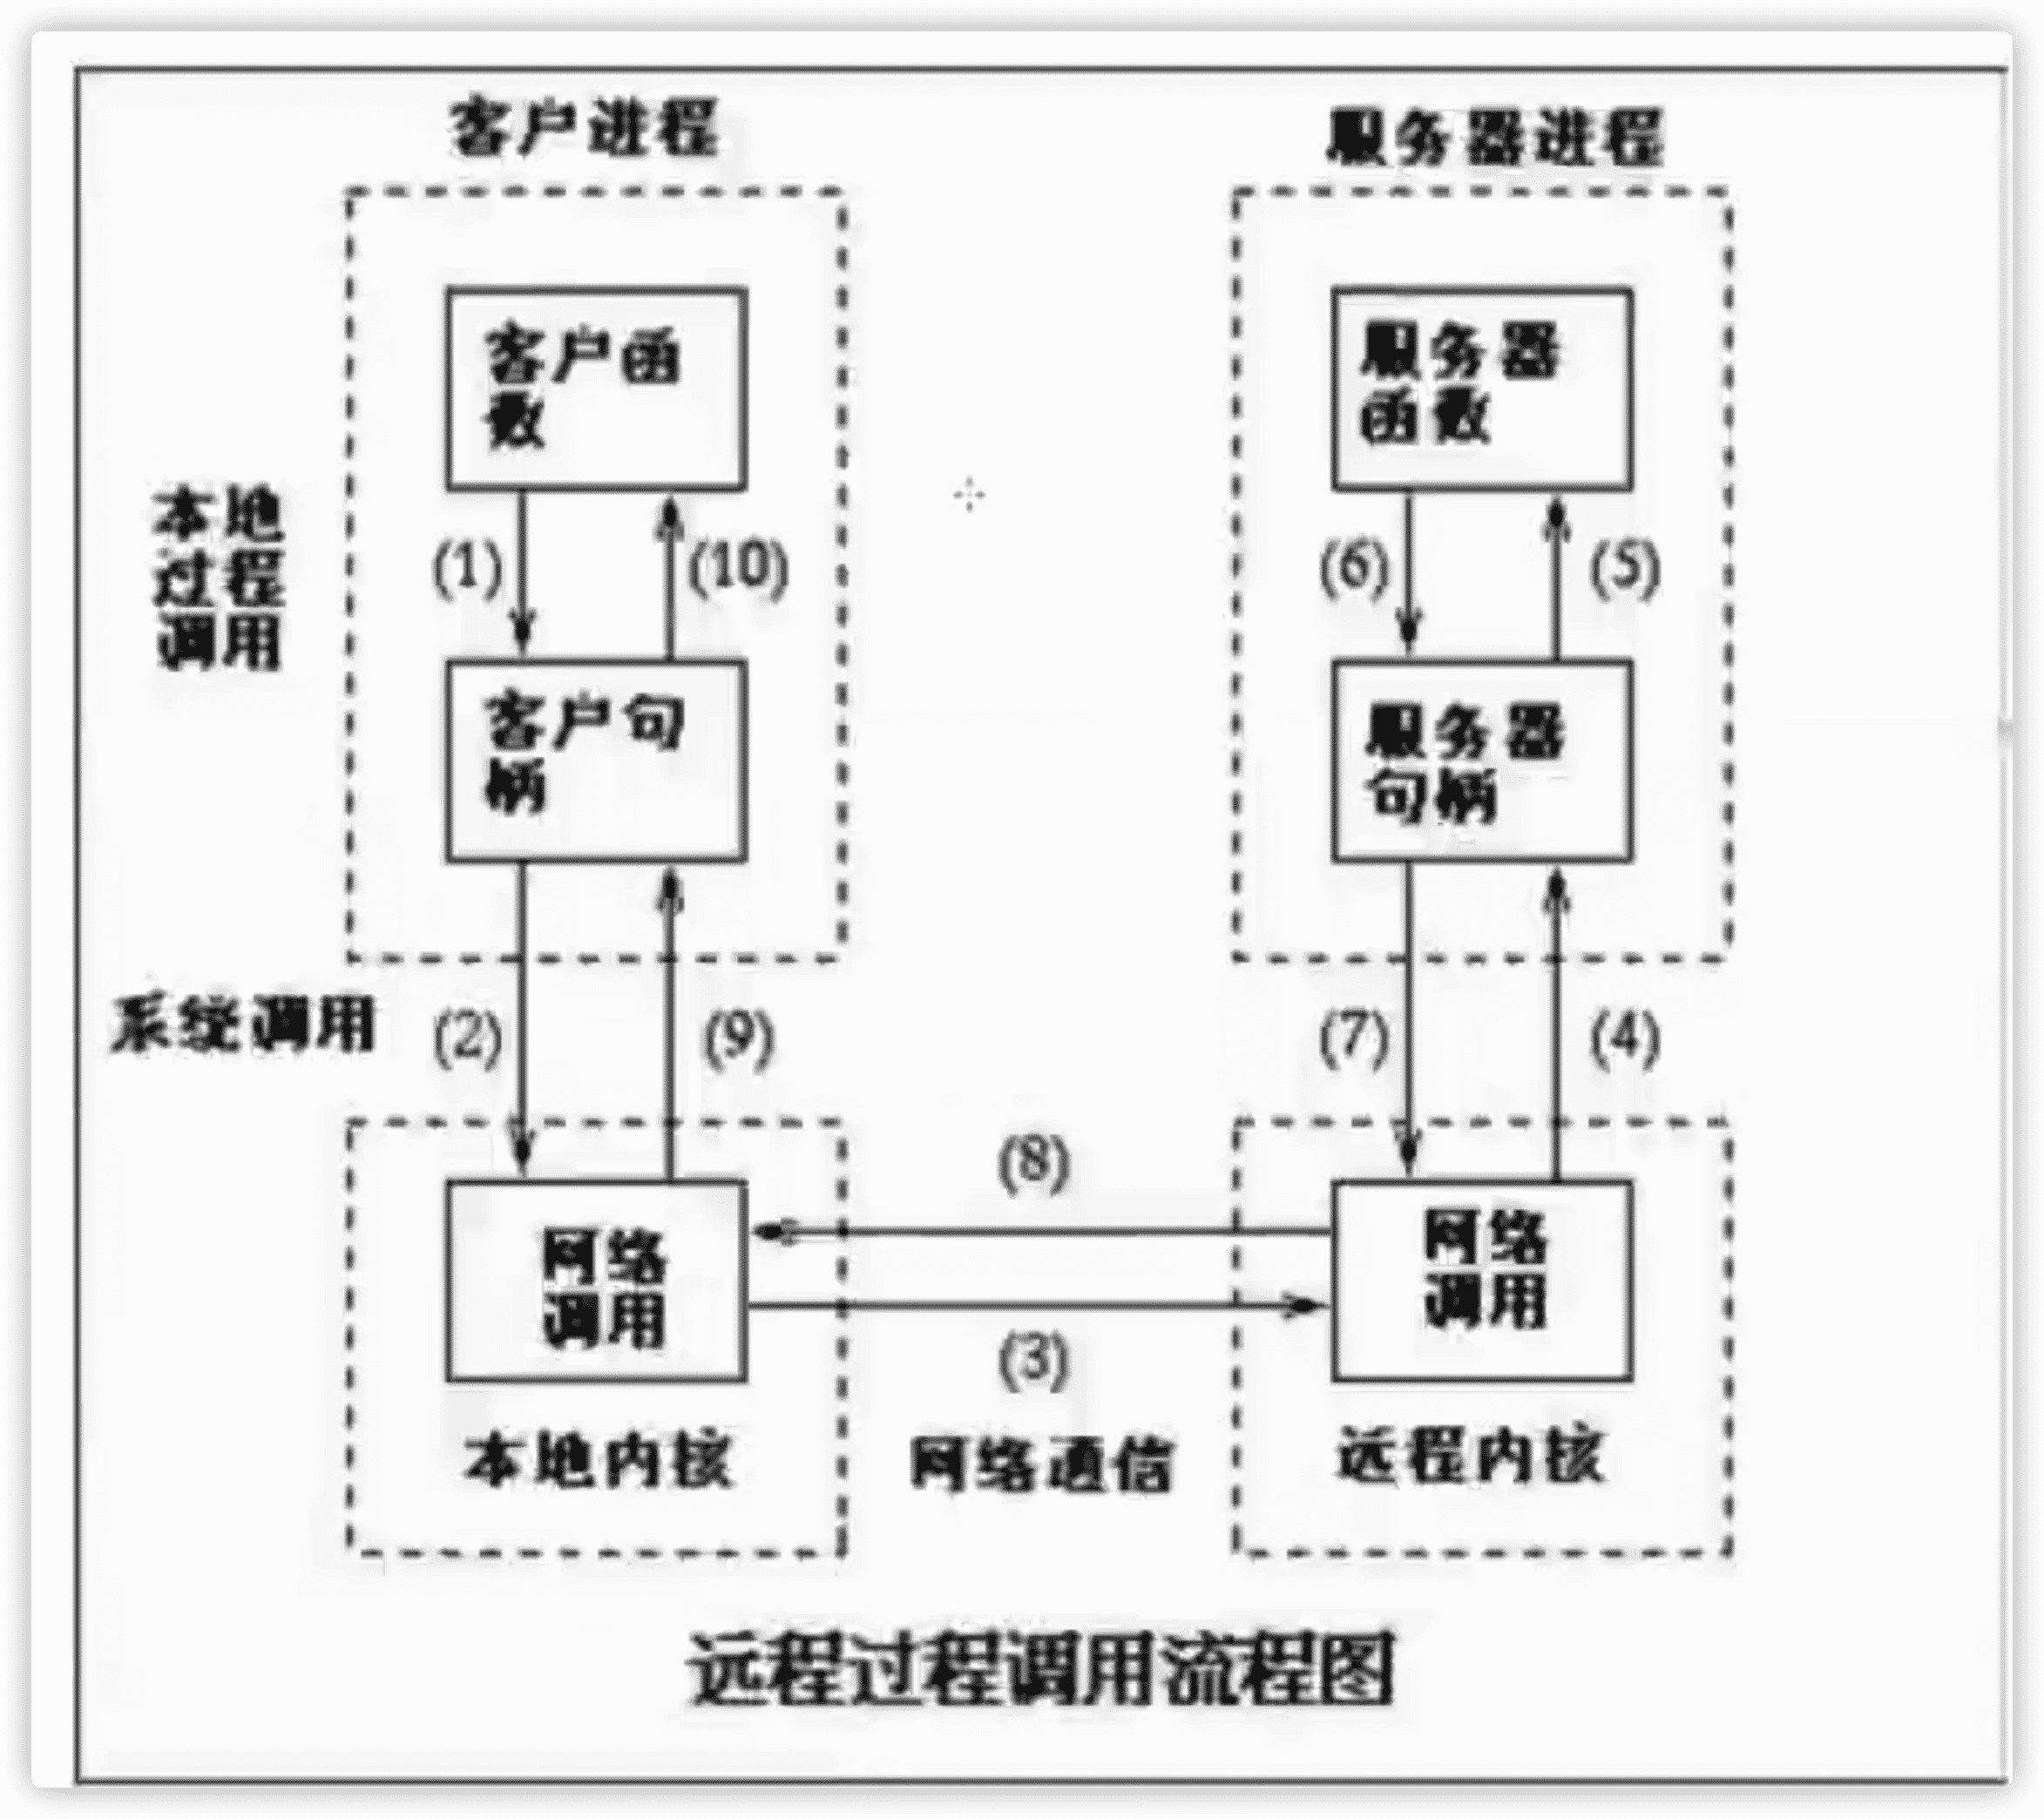 客户进程
服务器进程
客户函
数
服务器
函数
本地
过程
调用
(1)
(10)
(6)
(5)
客户句
柄
服务器
句柄
系统调用
(2)
(9)
(7)
(4)
(8)
网络
调用
网络
调用
(3)
本地内核
网络通信
远程内核
远程过程调用流程图